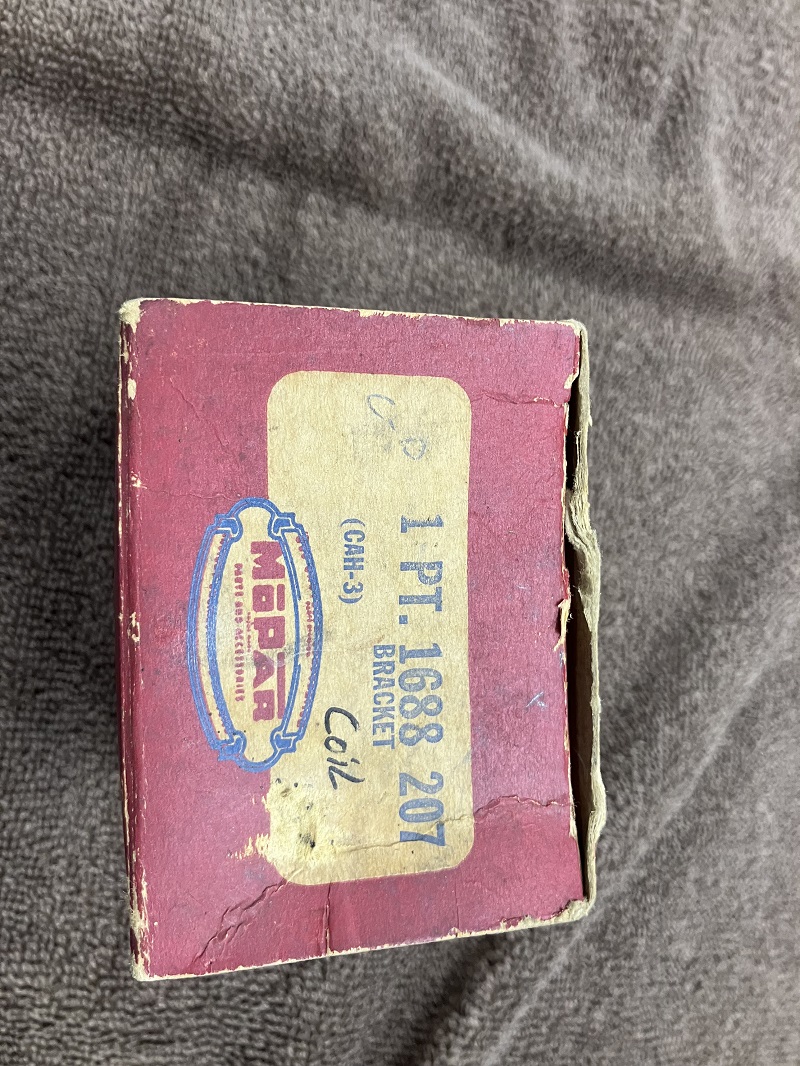 C-D
1 PT. 1688 207
BRACKET
(CAH-3)
Coil
MOPAR
PARTS AND ACCESSORIES